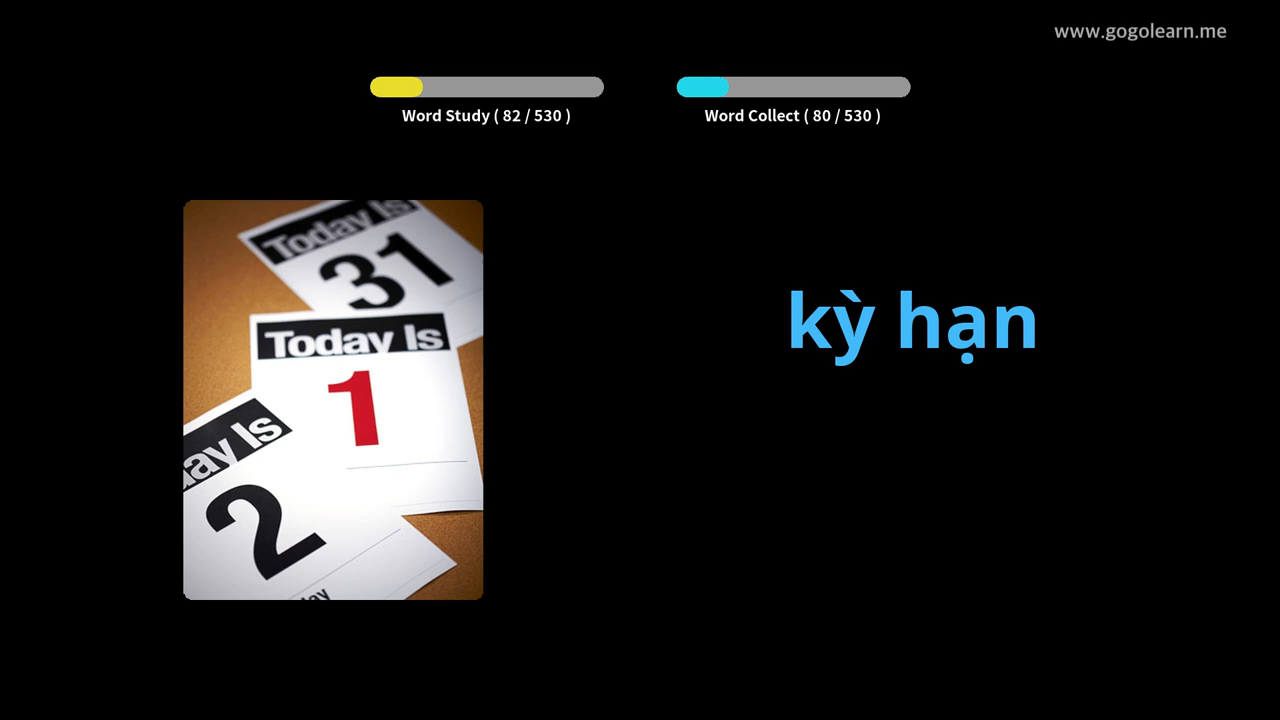 www.gogolearn.me
Word Study ( 82 / 530 )
Word Collect ( 80 / 530 )
Today Is
31
Today Is
1
day Is
2
kỳ hạn